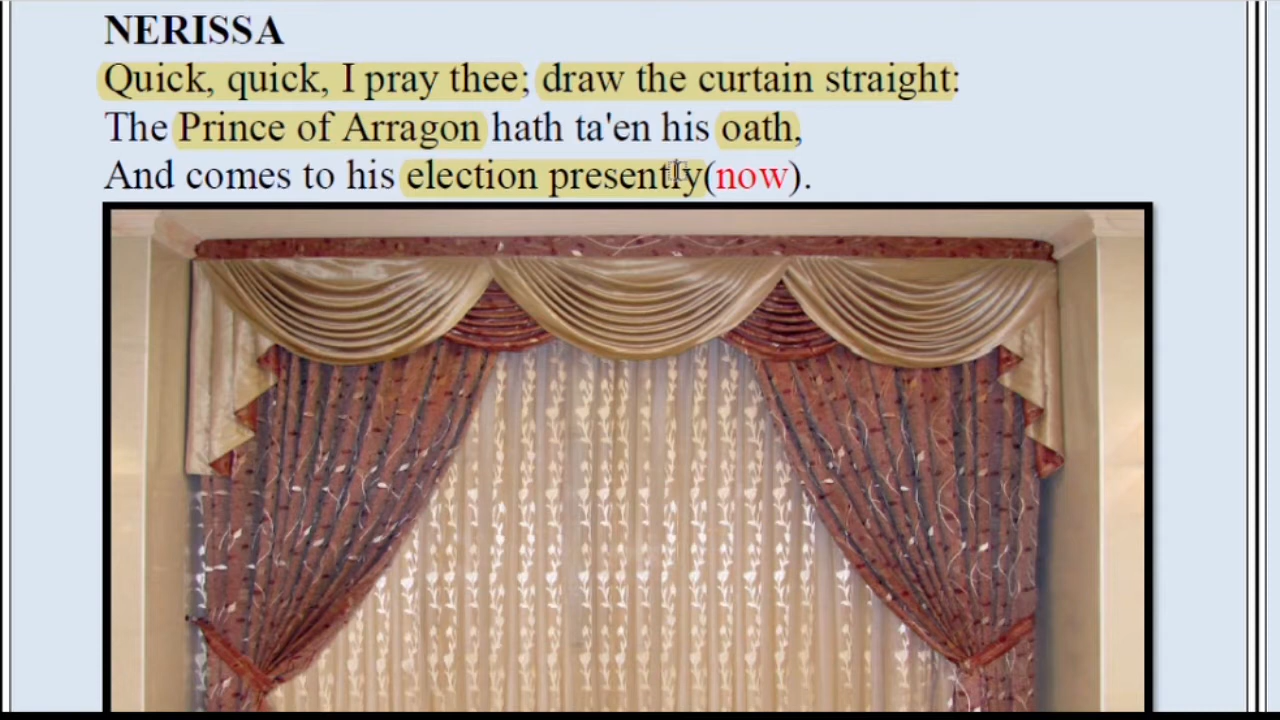 NERISSA
Quick, quick, I pray thee; draw the curtain straight:
The Prince of Arragon hath ta'en his oath,
And comes to his election presently(now).